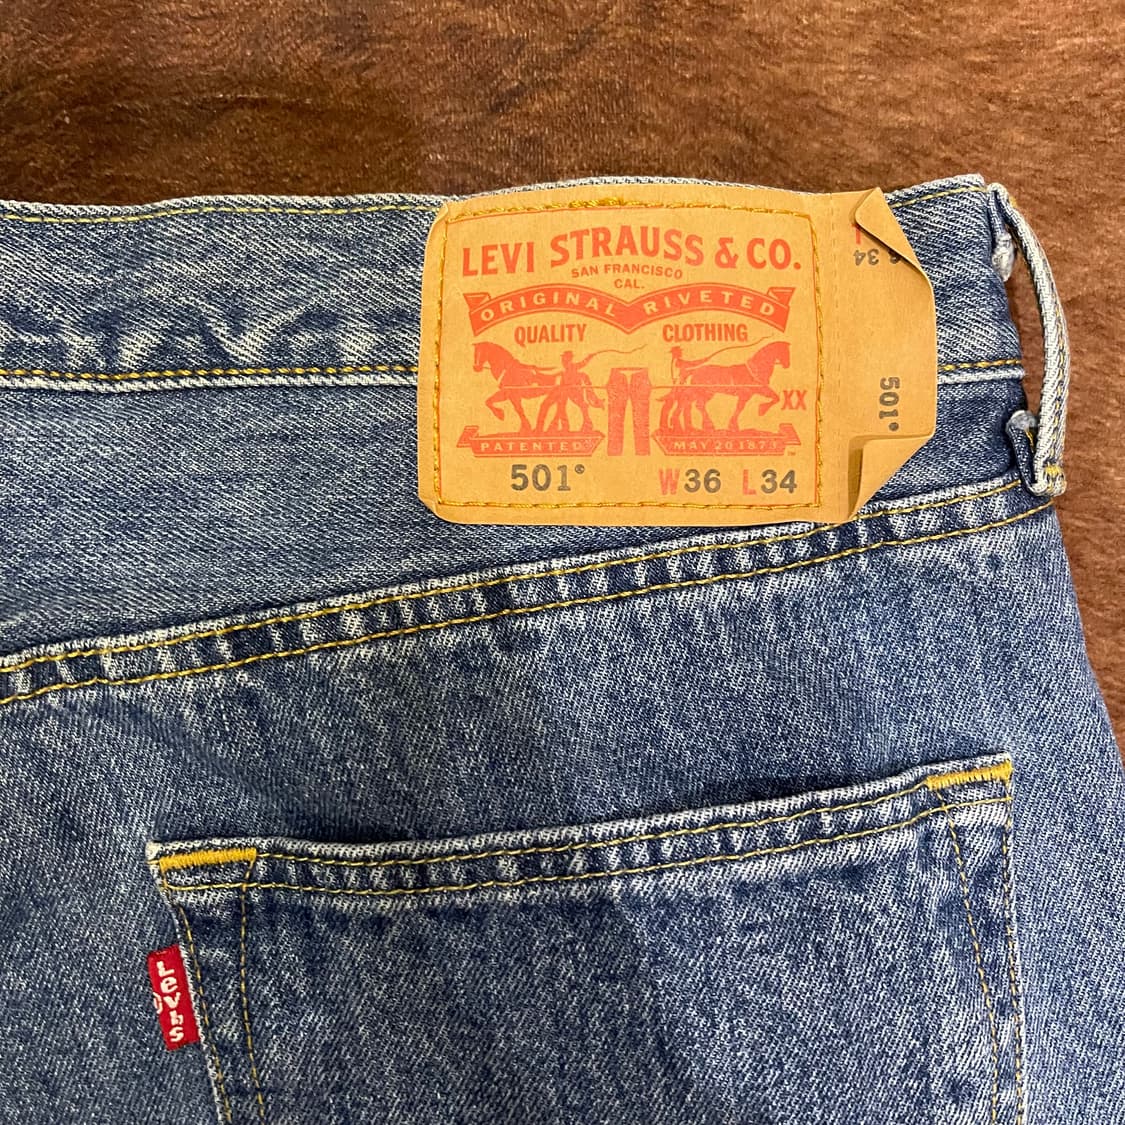 LEVI STRAUSS & CO.
SAN FRANCISCO
CAL.
ORIGINAL RIVETED
QUALITY CLOTHING
XX
PATENTED MAY 20 1873
501®
W36 L34
34
501®
Levi's